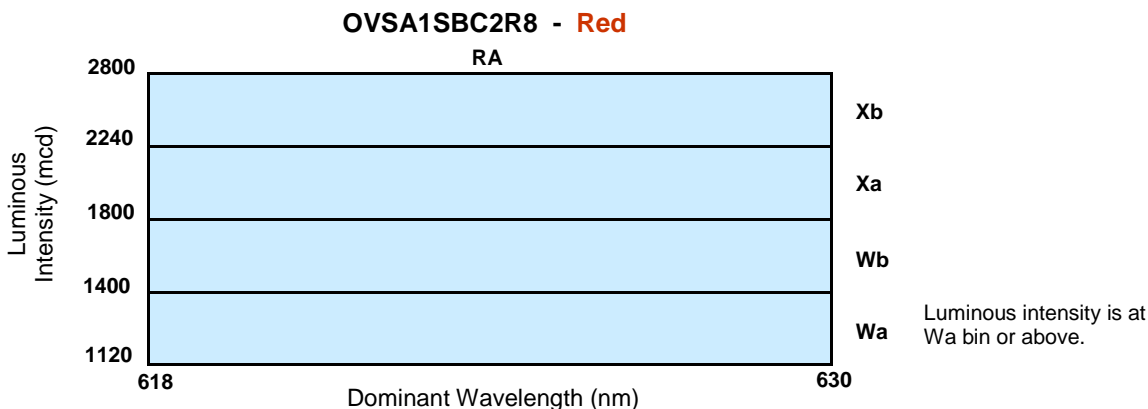 OVSA1SBC2R8 - Red
RA
2800
Xb
2240
Xa
1800
Wb
1400
Wa
1120
Luminous intensity is at
Wa bin or above.
618
630
Dominant Wavelength (nm)
Luminous
Intensity (mcd)